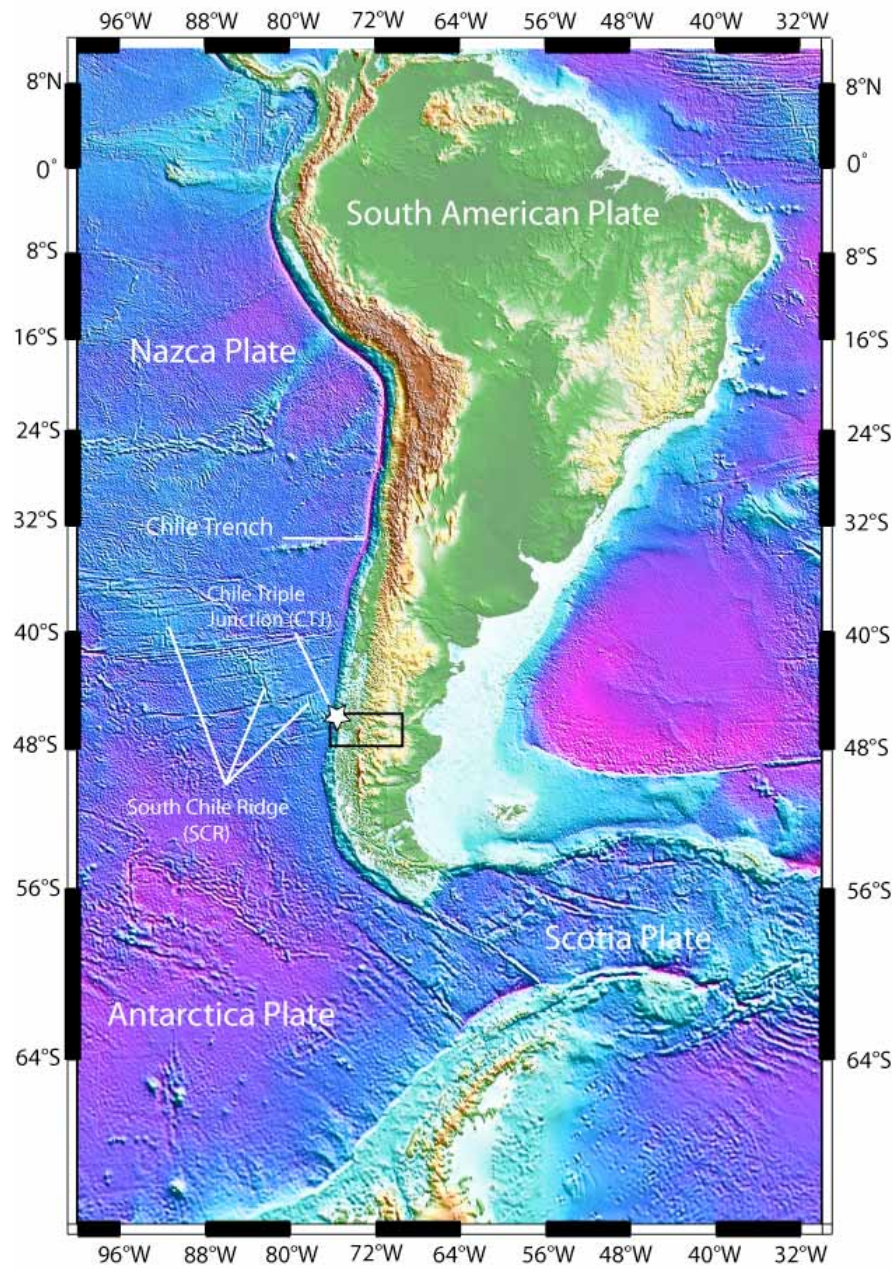 96°W 88°W 80°W 72°W 64°W 56°W 48°W 40°W 32°W
8°N 8°N
0° 0°
South American Plate
8°S 8°S
16°S 16°S
Nazca Plate
24°S 24°S
Chile Trench
32°S 32°S
Chile Triple
Junction (CTJ)
40°S 40°S
48°S 48°S
South Chile Ridge
(SCR)
56°S 56°S
Scotia Plate
Antarctica Plate
64°S 64°S
96°W 88°W 80°W 72°W 64°W 56°W 48°W 40°W 32°W